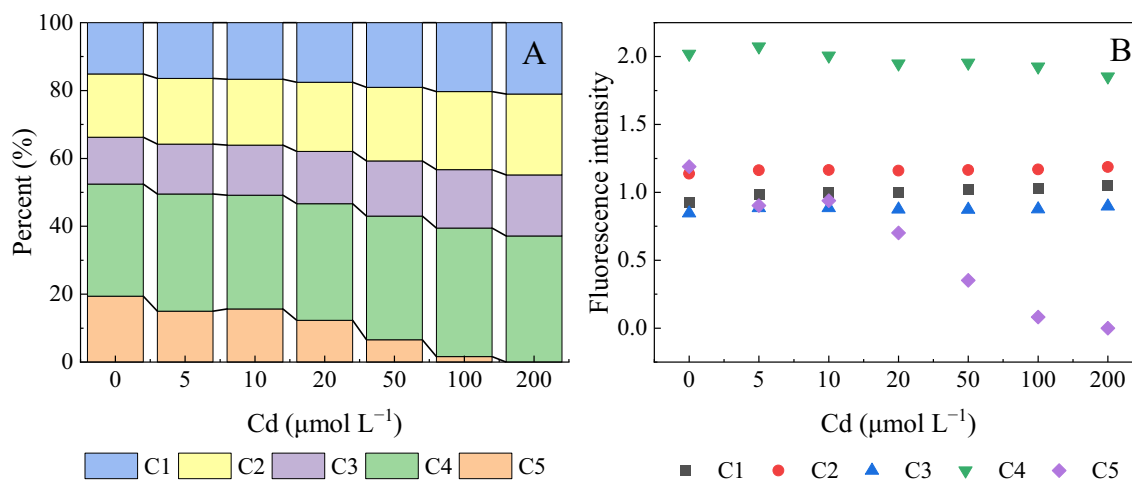 A
Percent (%)
100
80
60
40
20
0
0 5 10 20 50 100 200
Cd (μmol L⁻¹)
C1 C2 C3 C4 C5
B
Fluorescence intensity
2.0
1.5
1.0
0.5
0.0
0 5 10 20 50 100 200
Cd (μmol L⁻¹)
C1 C2 C3 C4 C5